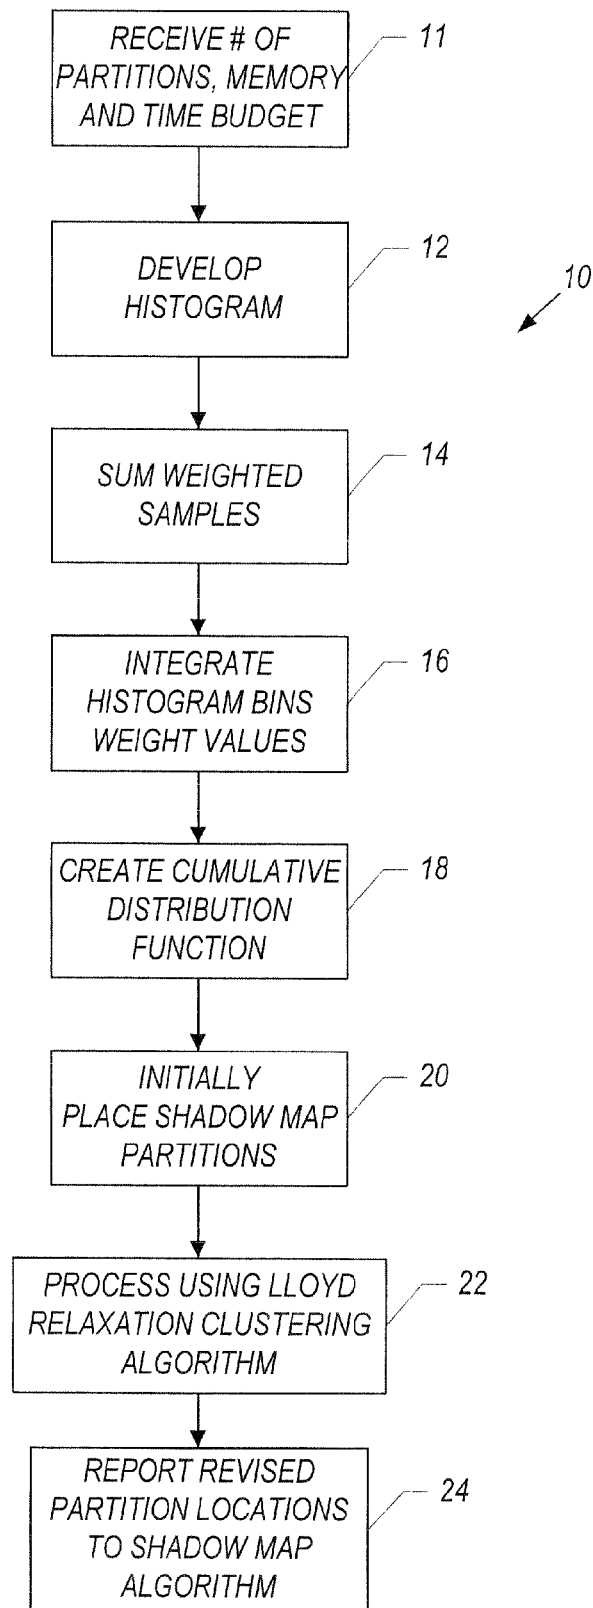 RECEIVE # OF
PARTITIONS, MEMORY
AND TIME BUDGET
11
DEVELOP
HISTOGRAM
12
10
SUM WEIGHTED
SAMPLES
14
INTEGRATE
HISTOGRAM BINS
WEIGHT VALUES
16
CREATE CUMULATIVE
DISTRIBUTION
FUNCTION
18
INITIALLY
PLACE SHADOW MAP
PARTITIONS
20
PROCESS USING LLOYD
RELAXATION CLUSTERING
ALGORITHM
22
REPORT REVISED
PARTITION LOCATIONS
TO SHADOW MAP
ALGORITHM
24